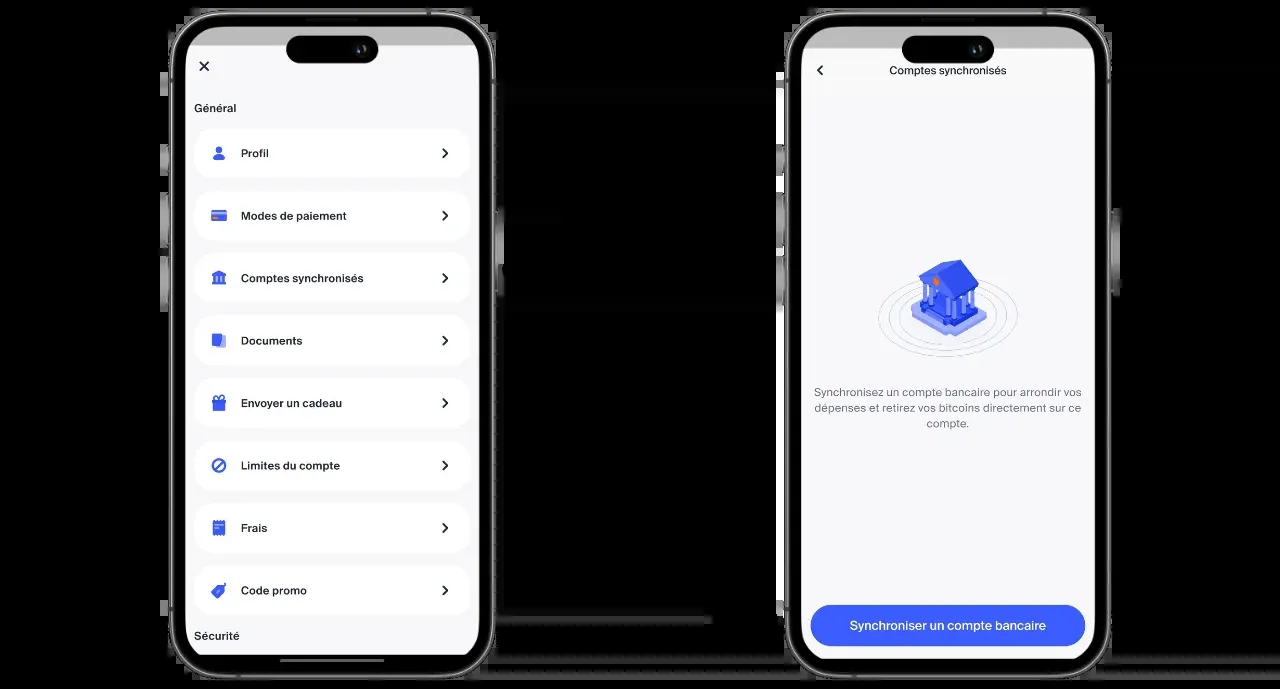 Général
Profil
Modes de paiement
Comptes synchronisés
Documents
Envoyer un cadeau
Limites du compte
Frais
Code promo
Sécurité
Comptes synchronisés
Synchronisez un compte bancaire pour arrondir vos
dépenses et retirez vos bitcoins directement sur ce
compte.
Synchroniser un compte bancaire